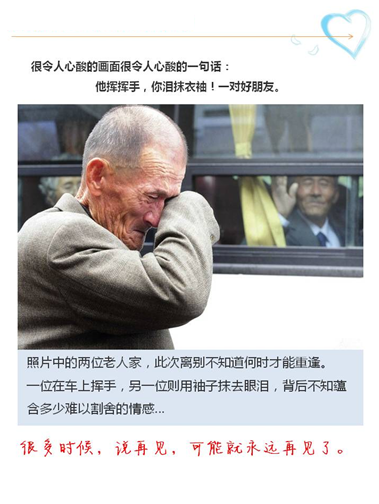 很令人心酸的画面很令人心酸的一句话：
他挥挥手，你泪抹衣袖！一对好朋友。
照片中的两位老人家，此次离别不知道何时才能重逢。
一位在车上挥手，另一位则用袖子抹去眼泪，背后不知蕴
含多少难以割舍的情感...
很多时候，说再见，可能就永远再见了。